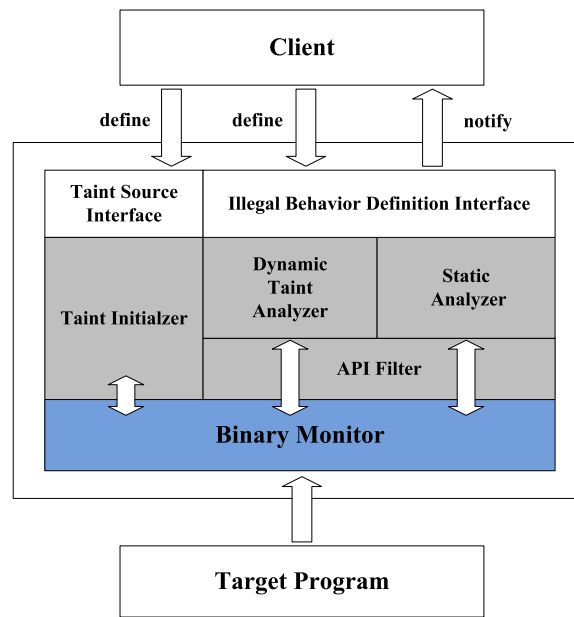 Client
define
define
notify
Taint Source
Interface
Illegal Behavior Definition Interface
Taint Initialzer
Dynamic
Taint
Analyzer
Static
Analyzer
API Filter
Binary Monitor
Target Program